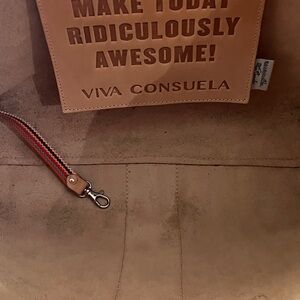 MAKE TODAY
RIDICULOUSLY
AWESOME!
VIVA CONSUELA